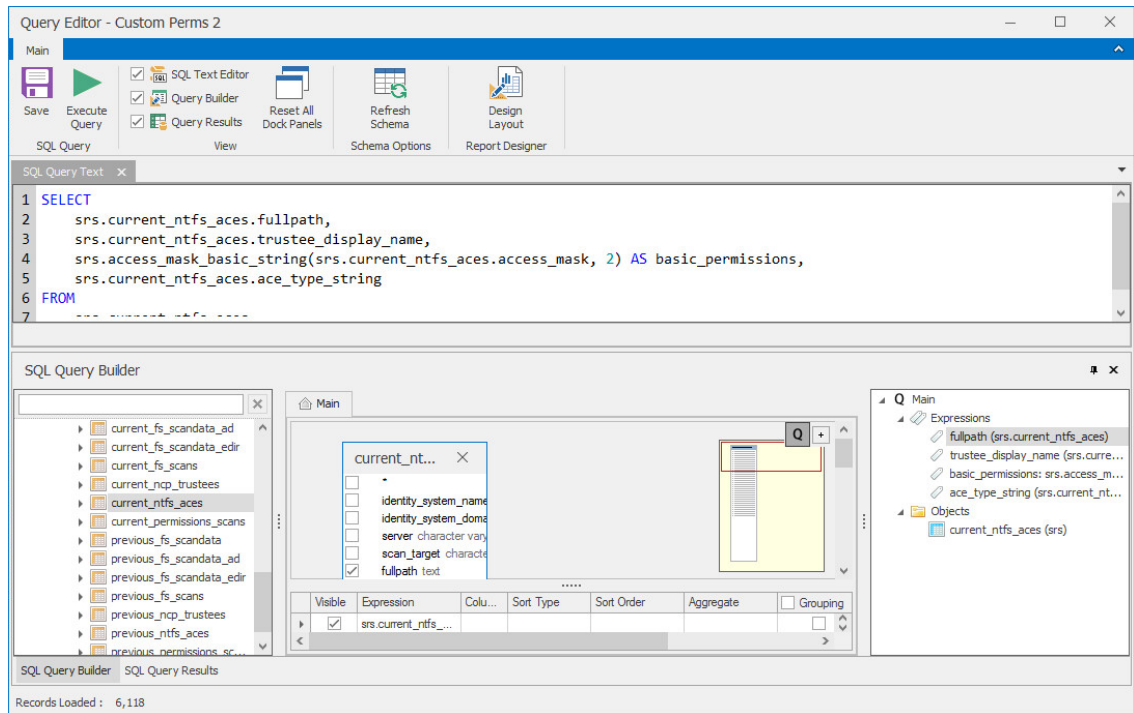 Query Editor - Custom Perms 2
Main
Save
Execute Query
SQL Text Editor
Query Builder
Query Results
Reset All Dock Panels
Refresh Schema
Design Layout
SQL Query
View
Schema Options
Report Designer
SQL Query Text
1 SELECT
2 srs.current_ntfs_aces.fullpath,
3 srs.current_ntfs_aces.trustee_display_name,
4 srs.access_mask_basic_string(srs.current_ntfs_aces.access_mask, 2) AS basic_permissions,
5 srs.current_ntfs_aces.ace_type_string
6 FROM
7
SQL Query Builder
current_fs_scandata_ad
current_fs_scandata_edir
current_fs_scans
current_ncp_trustees
current_ntfs_aces
current_permissions_scans
previous_fs_scandata
previous_fs_scandata_ad
previous_fs_scandata_edir
previous_fs_scans
previous_ncp_trustees
previous_ntfs_aces
previous_permissions_sc...
Main
current_nt...
identity_system_name
identity_system_doma
server character vary
scan_target characte
fullpath text
Q +
Visible Expression Colu... Sort Type Sort Order Aggregate Grouping
srs.current_ntfs_...
Q Main
Expressions
fullpath (srs.current_ntfs_aces)
trustee_display_name (srs.curre...
basic_permissions: srs.access_m...
ace_type_string (srs.current_nt...
Objects
current_ntfs_aces (srs)
SQL Query Builder SQL Query Results
Records Loaded : 6,118